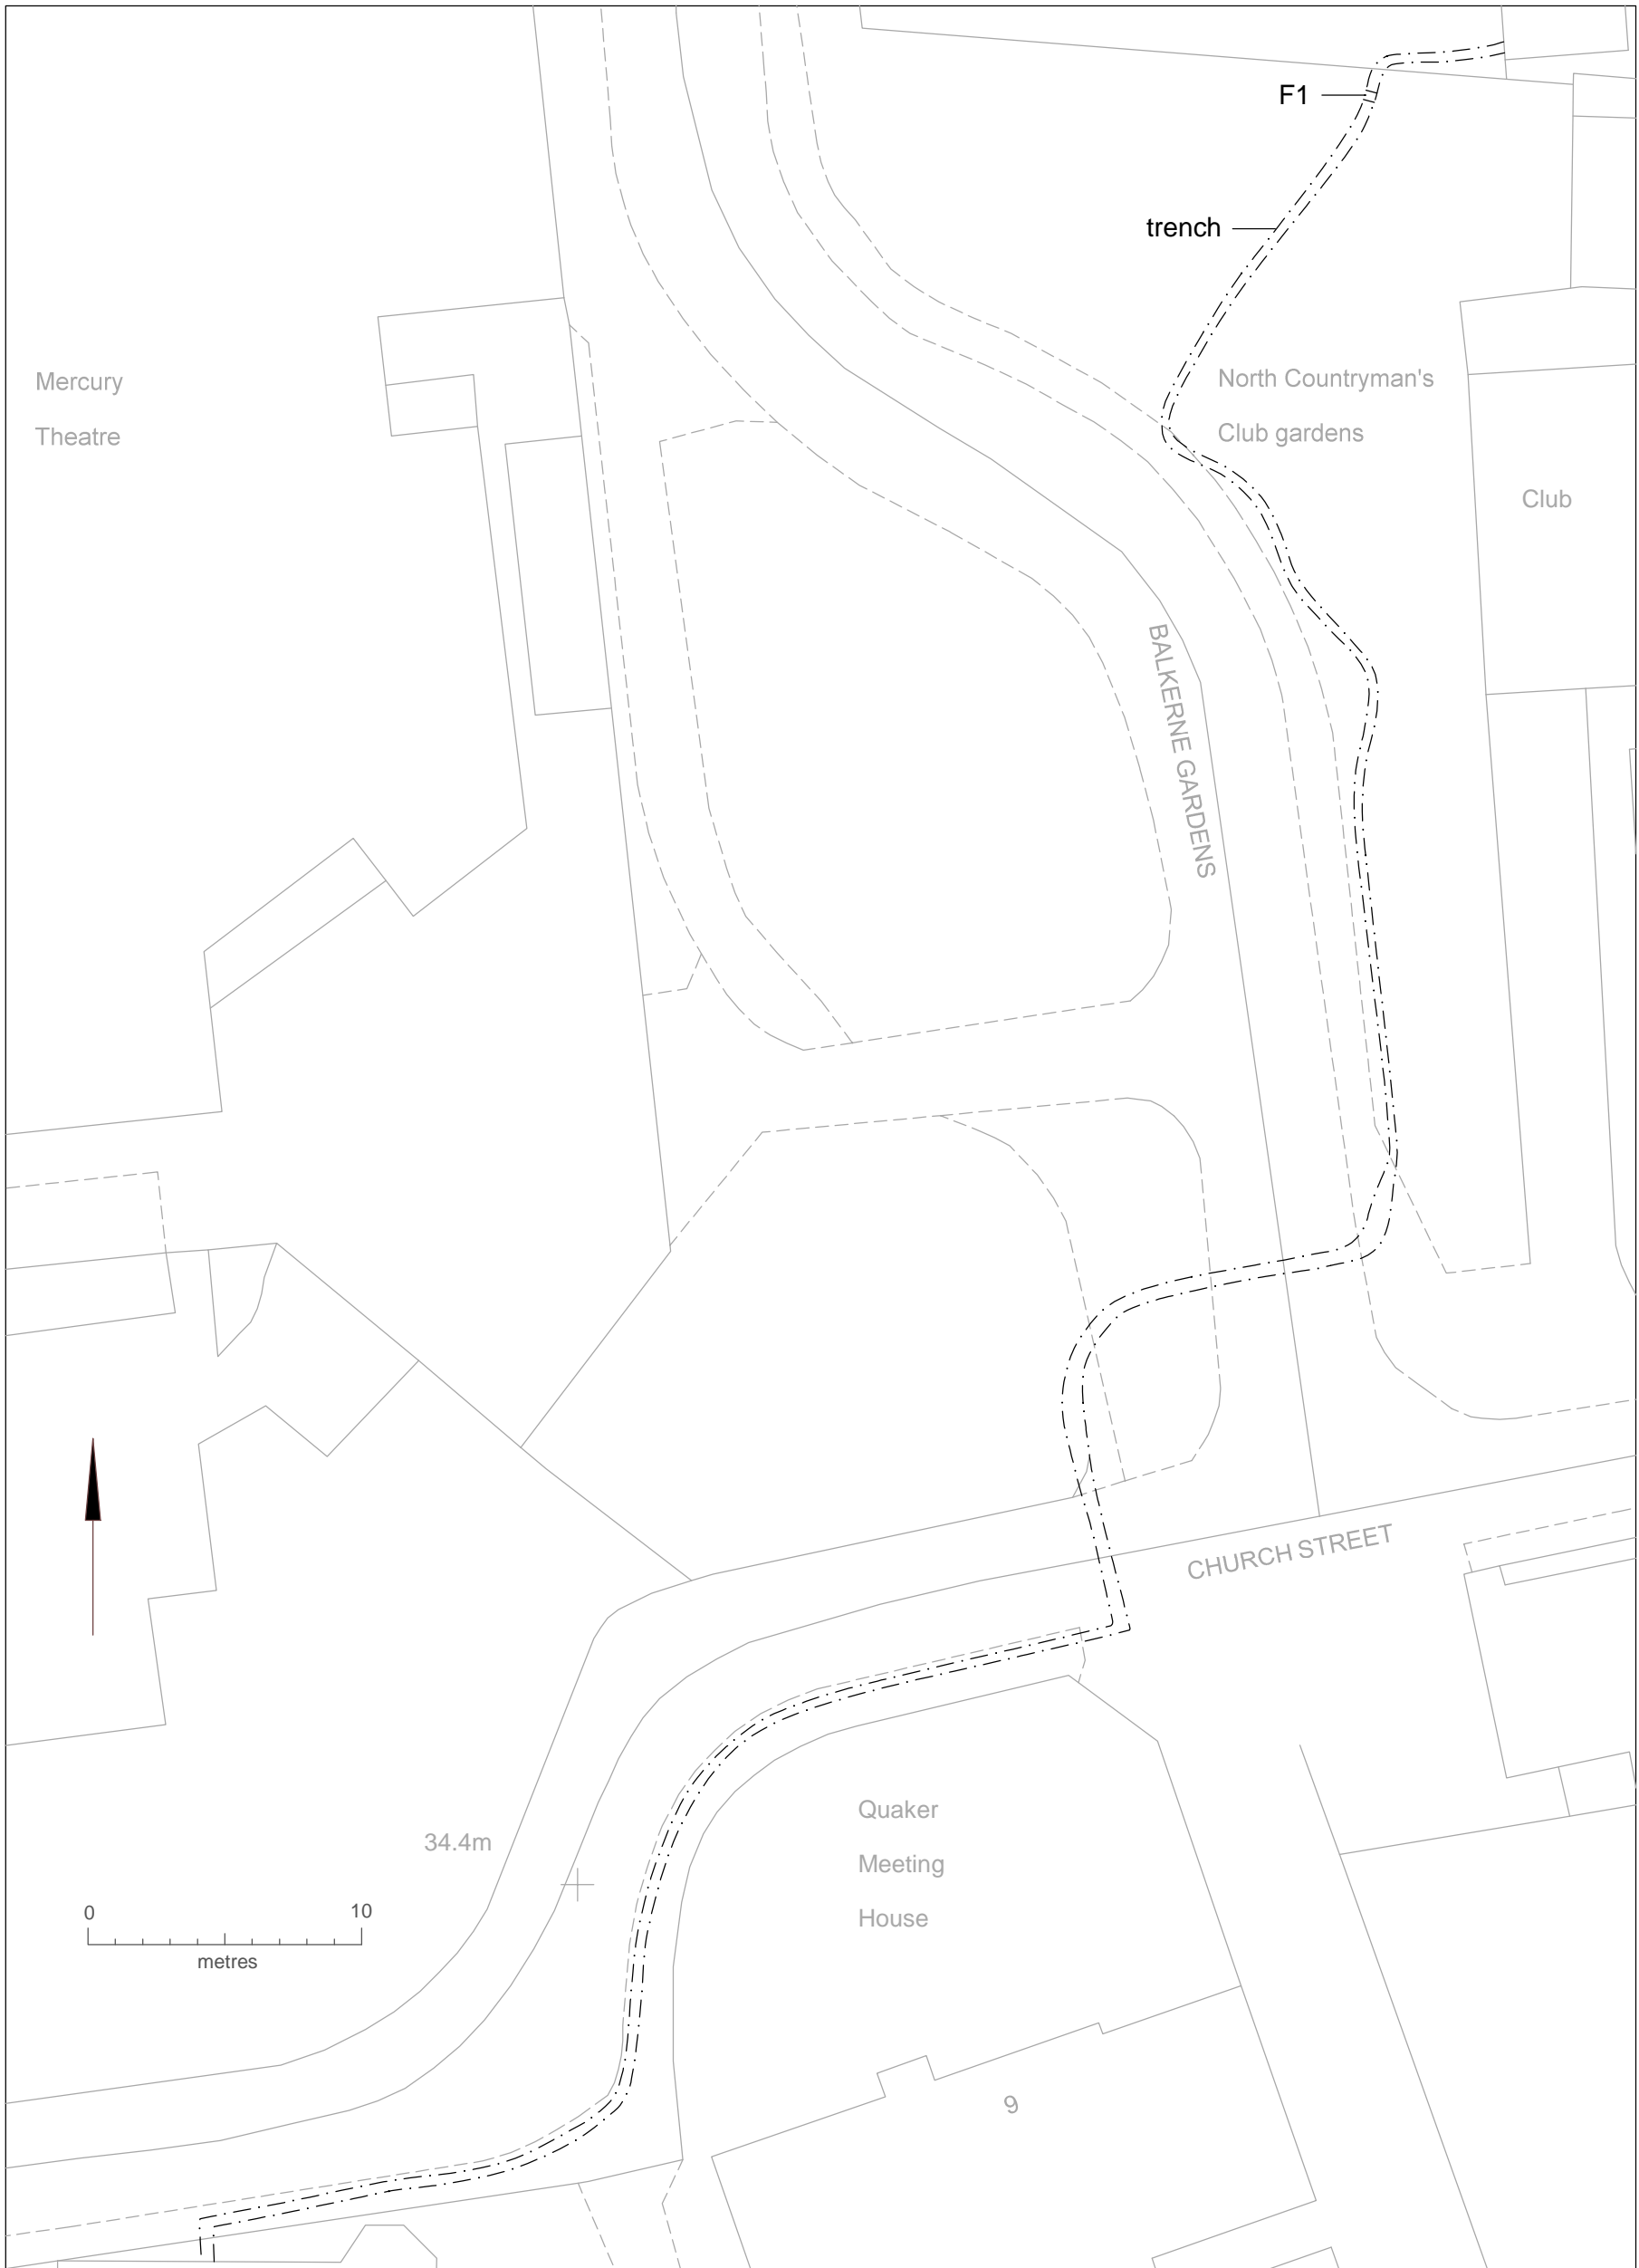 F1
trench
Mercury
Theatre
North Countryman's
Club gardens
Club
BALKERNE GARDENS
CHURCH STREET
Quaker
Meeting
House
34.4m
0 10
metres
9